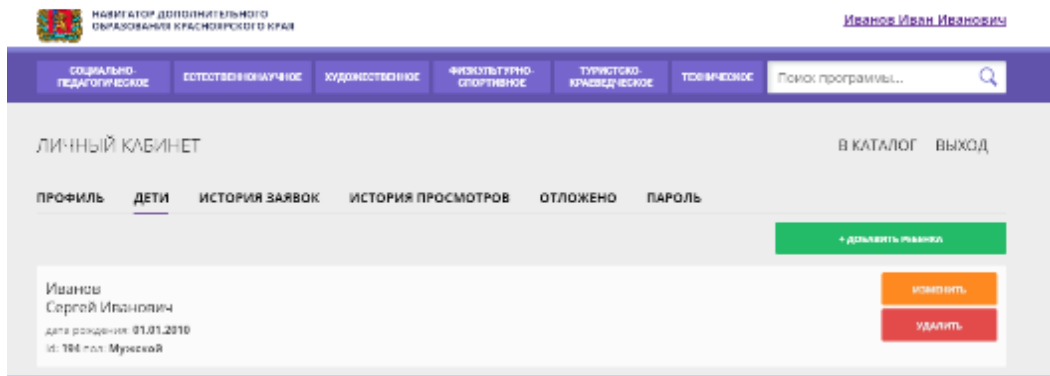 НАВИГАТОР ДОПОЛНИТЕЛЬНОГО
ОБРАЗОВАНИЯ КРАСНОЯРСКОГО КРАЯ
Иванов Иван Иванович
СОЦИАЛЬНО-
ПЕДАГОГИЧЕСКОЕ
ЕСТЕСТВЕННОНАУЧНОЕ
ХУДОЖЕСТВЕННОЕ
ФИЗКУЛЬТУРНО-
СПОРТИВНОЕ
ТУРИСТСКО-
КРАЕВЕДЧЕСКОЕ
ТЕХНИЧЕСКОЕ
Поиск программы...
ЛИЧНЫЙ КАБИНЕТ
В КАТАЛОГ ВЫХОД
ПРОФИЛЬ ДЕТИ ИСТОРИЯ ЗАЯВОК ИСТОРИЯ ПРОСМОТРОВ ОТЛОЖЕНО ПАРОЛЬ
+ ДОБАВИТЬ РЕБЕНКА
Иванов
Сергей Иванович
дата рождения: 01.01.2010
id: 194 пол: Мужской
ИЗМЕНИТЬ
УДАЛИТЬ